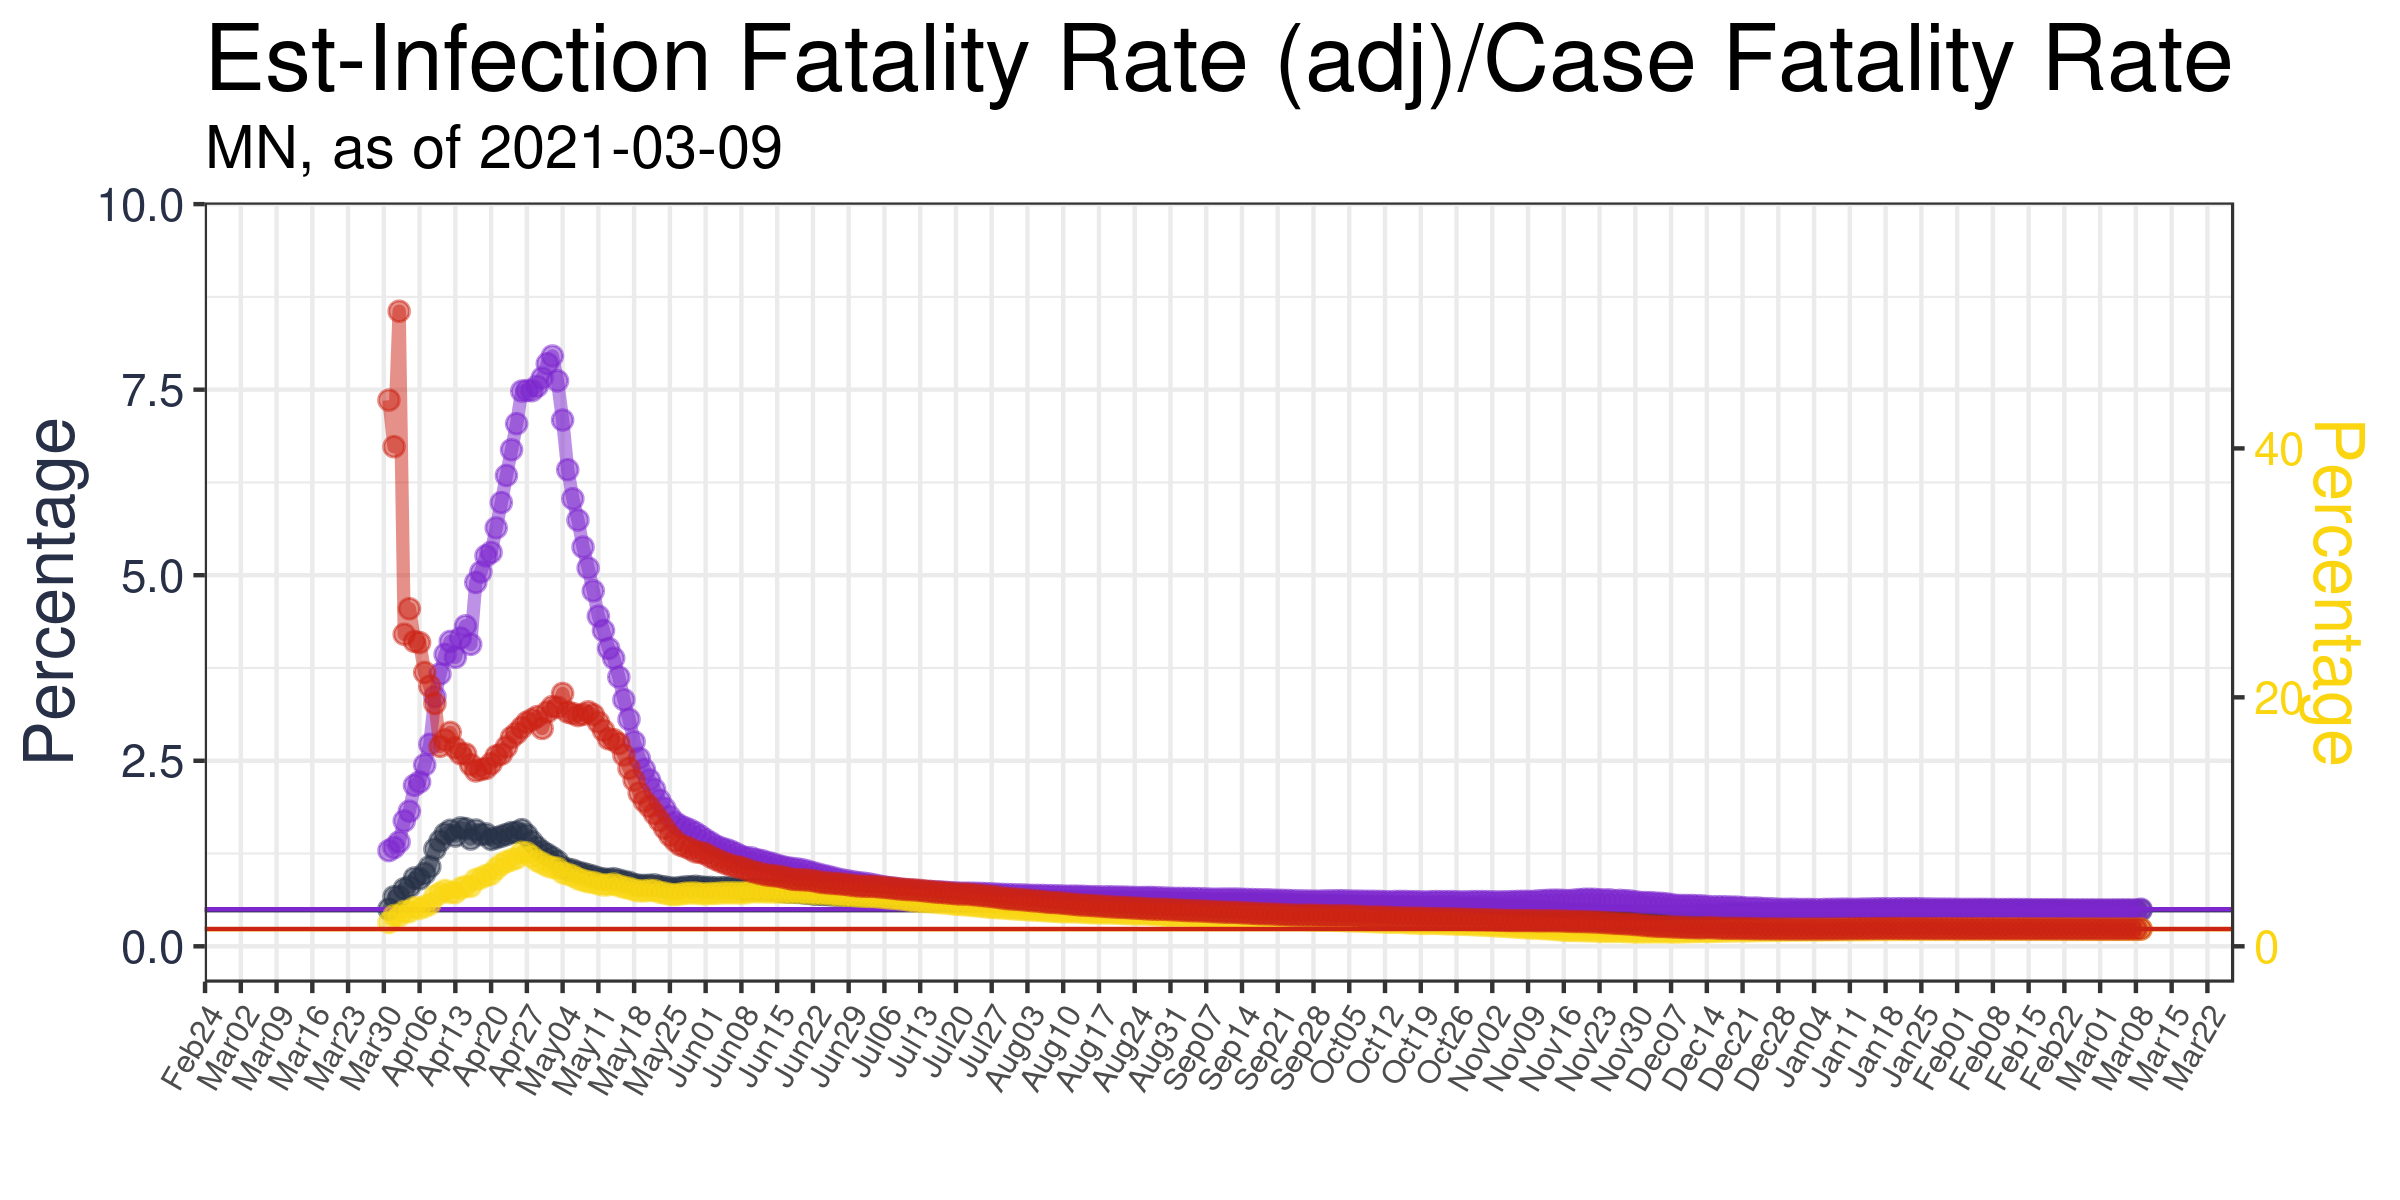 Est-Infection Fatality Rate (adj)/Case Fatality Rate
MN, as of 2021-03-09
Percentage
10.0
7.5
5.0
2.5
0.0
40
20
0
Percentage
Feb24 Mar02 Mar09 Mar16 Mar23 Mar30 Apr06 Apr13 Apr20 Apr27 May04 May11 May18 May25 Jun01 Jun08 Jun15 Jun22 Jun29 Jul06 Jul13 Jul20 Jul27 Aug03 Aug10 Aug17 Aug24 Aug31 Sep07 Sep14 Sep21 Sep28 Oct05 Oct12 Oct19 Oct26 Nov02 Nov09 Nov16 Nov23 Nov30 Dec07 Dec14 Dec21 Dec28 Jan04 Jan11 Jan18 Jan25 Feb01 Feb08 Feb15 Feb22 Mar01 Mar08 Mar15 Mar22